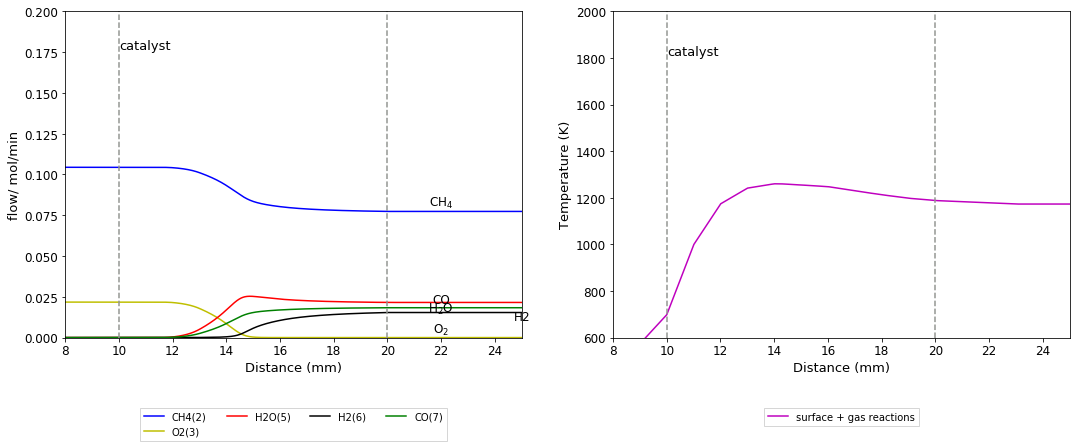 0.200
0.175
0.150
0.125
0.100
0.075
0.050
0.025
0.000
flow/ mol/min
catalyst
CH₄
CO
H₂O
H2
O₂
8 10 12 14 16 18 20 22 24
Distance (mm)
CH4(2) H2O(5) H2(6) CO(7)
O2(3)
2000
1800
1600
1400
1200
1000
800
600
Temperature (K)
catalyst
8 10 12 14 16 18 20 22 24
Distance (mm)
surface + gas reactions